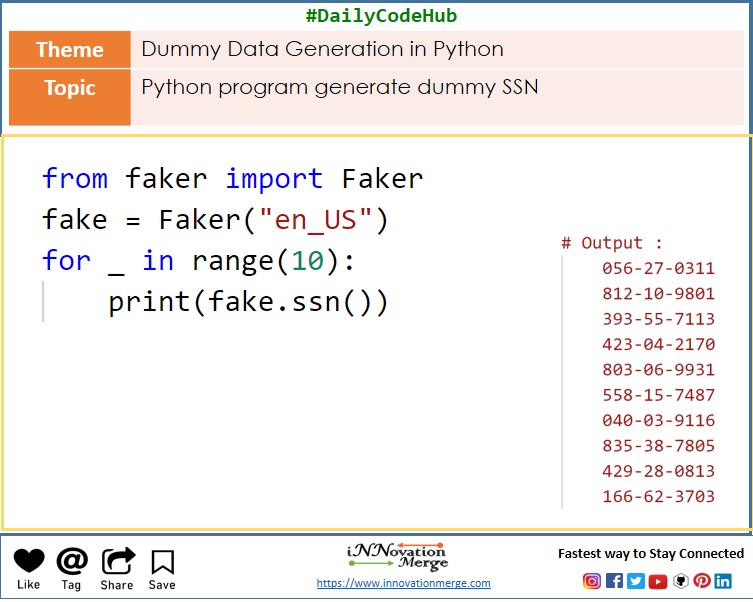 #DailyCodeHub
Theme
Dummy Data Generation in Python
Topic
Python program generate dummy SSN
from faker import Faker
fake = Faker("en_US")
for _ in range(10):
    print(fake.ssn())
# Output :
056-27-0311
812-10-9801
393-55-7113
423-04-2170
803-06-9931
558-15-7487
040-03-9116
835-38-7805
429-28-0813
166-62-3703
Like
Tag
Share
Save
iNNovation
Merge
https://www.innovationmerge.com
Fastest way to Stay Connected